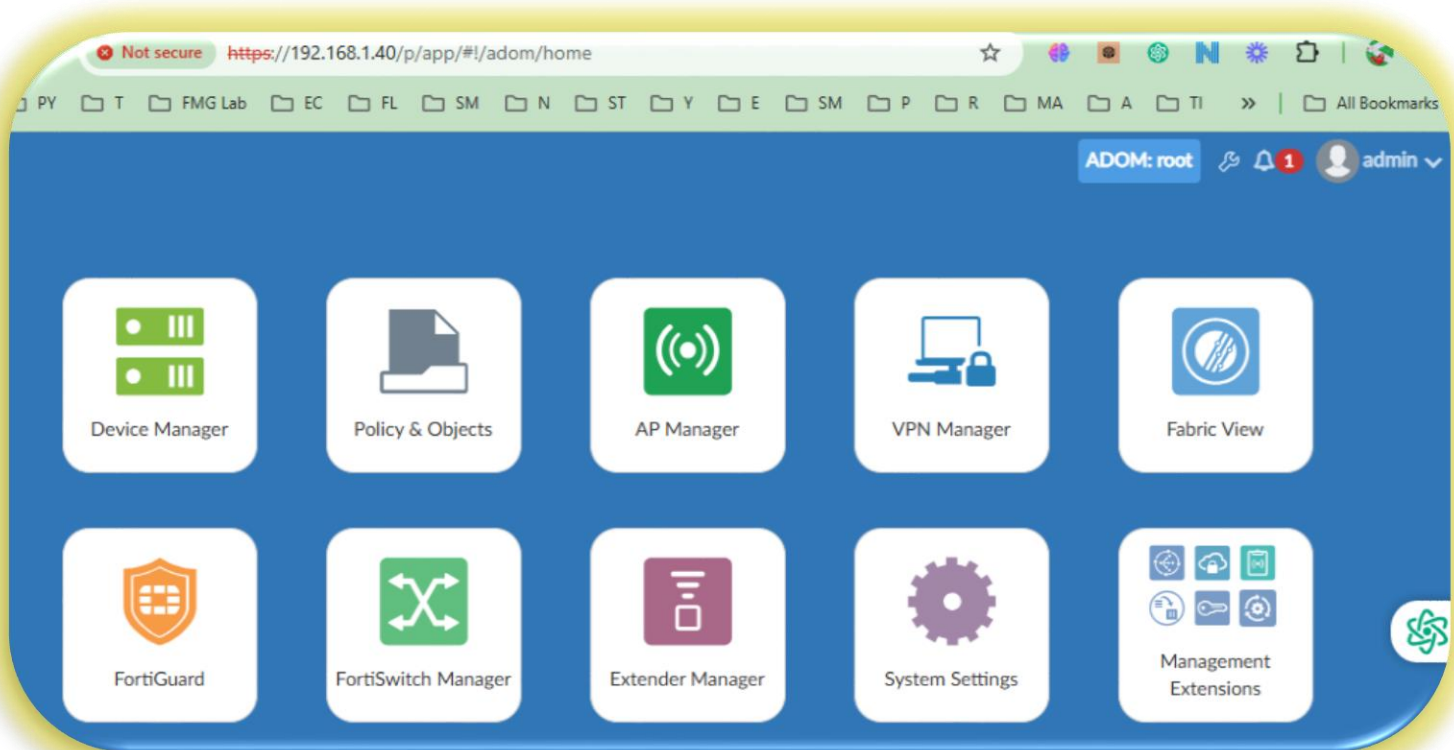 Not secure https://192.168.1.40/p/app/#!/adom/home
PY T FMG Lab EC FL SM N ST Y E SM P R MA A TI » All Bookmarks
ADOM: root 1 admin
Device Manager Policy & Objects AP Manager VPN Manager Fabric View
FortiGuard FortiSwitch Manager Extender Manager System Settings Management
Extensions